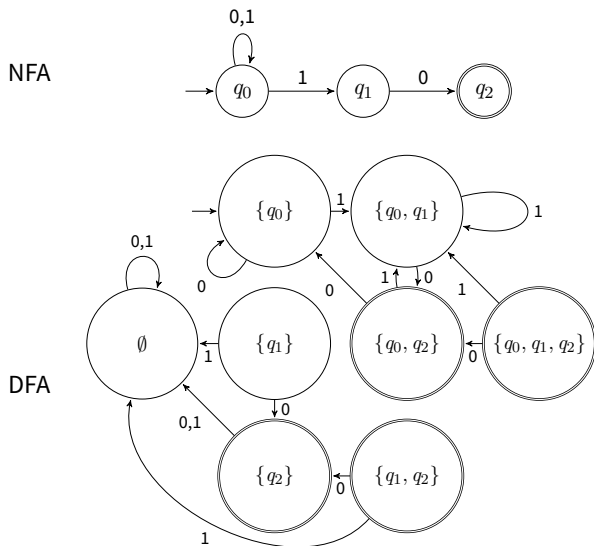 0,1
NFA
q0 1 q1 0 q2
{q0} 1 {q0, q1} 1
0,1 0 0 1 0 1
∅ 1 {q1} {q0, q2} 0 {q0, q1, q2}
DFA
0,1 0
{q2} 0 {q1, q2}
1